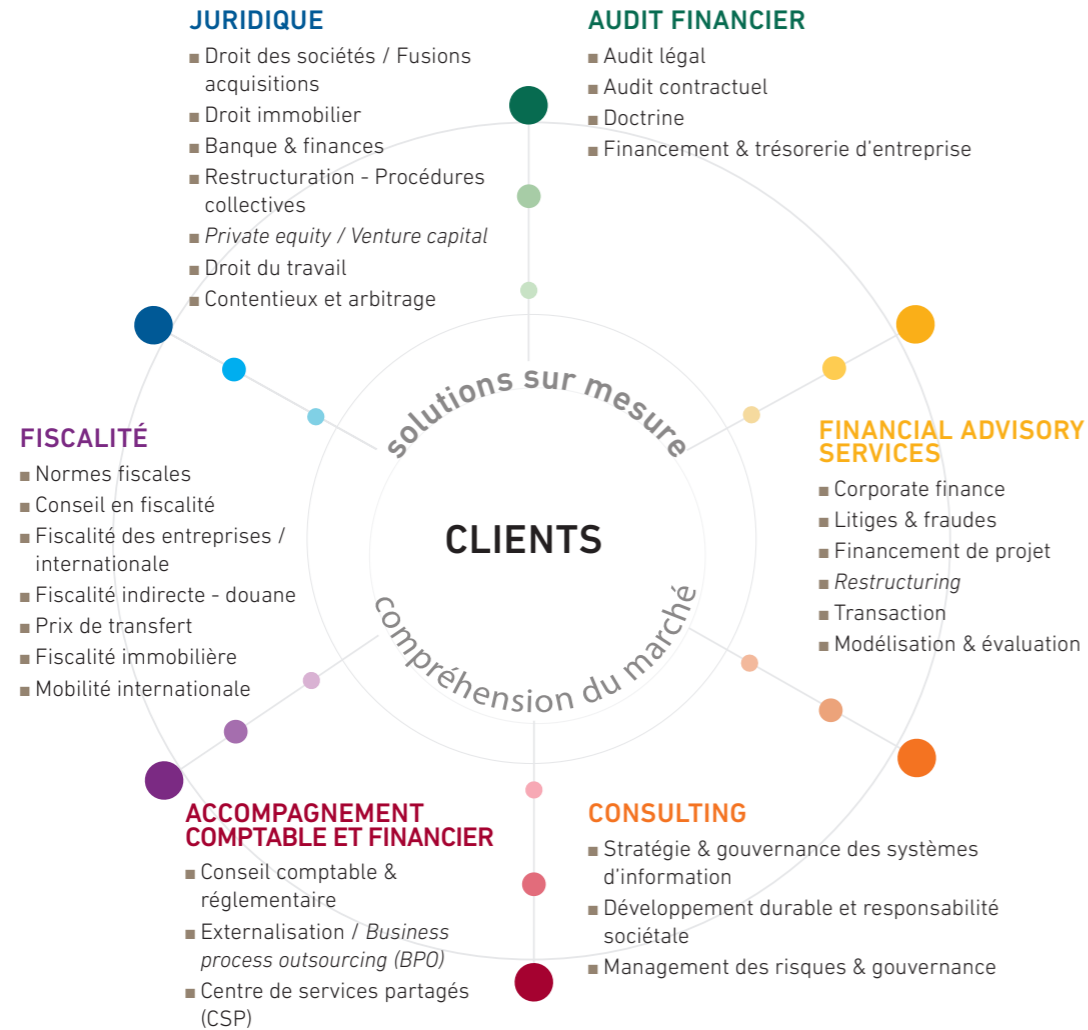 JURIDIQUE
■ Droit des sociétés / Fusions
acquisitions
■ Droit immobilier
■ Banque & finances
■ Restructuration - Procédures
collectives
■ Private equity / Venture capital
■ Droit du travail
■ Contentieux et arbitrage
AUDIT FINANCIER
■ Audit légal
■ Audit contractuel
■ Doctrine
■ Financement & trésorerie d'entreprise
solutions sur mesure
CLIENTS
compréhension du marché
FISCALITÉ
■ Normes fiscales
■ Conseil en fiscalité
■ Fiscalité des entreprises /
internationale
■ Fiscalité indirecte - douane
■ Prix de transfert
■ Fiscalité immobilière
■ Mobilité internationale
FINANCIAL ADVISORY
SERVICES
■ Corporate finance
■ Litiges & fraudes
■ Financement de projet
■ Restructuring
■ Transaction
■ Modélisation & évaluation
ACCOMPAGNEMENT
COMPTABLE ET FINANCIER
■ Conseil comptable &
réglementaire
■ Externalisation / Business
process outsourcing (BPO)
■ Centre de services partagés
(CSP)
CONSULTING
■ Stratégie & gouvernance des systèmes
d'information
■ Développement durable et responsabilité
sociétale
■ Management des risques & gouvernance